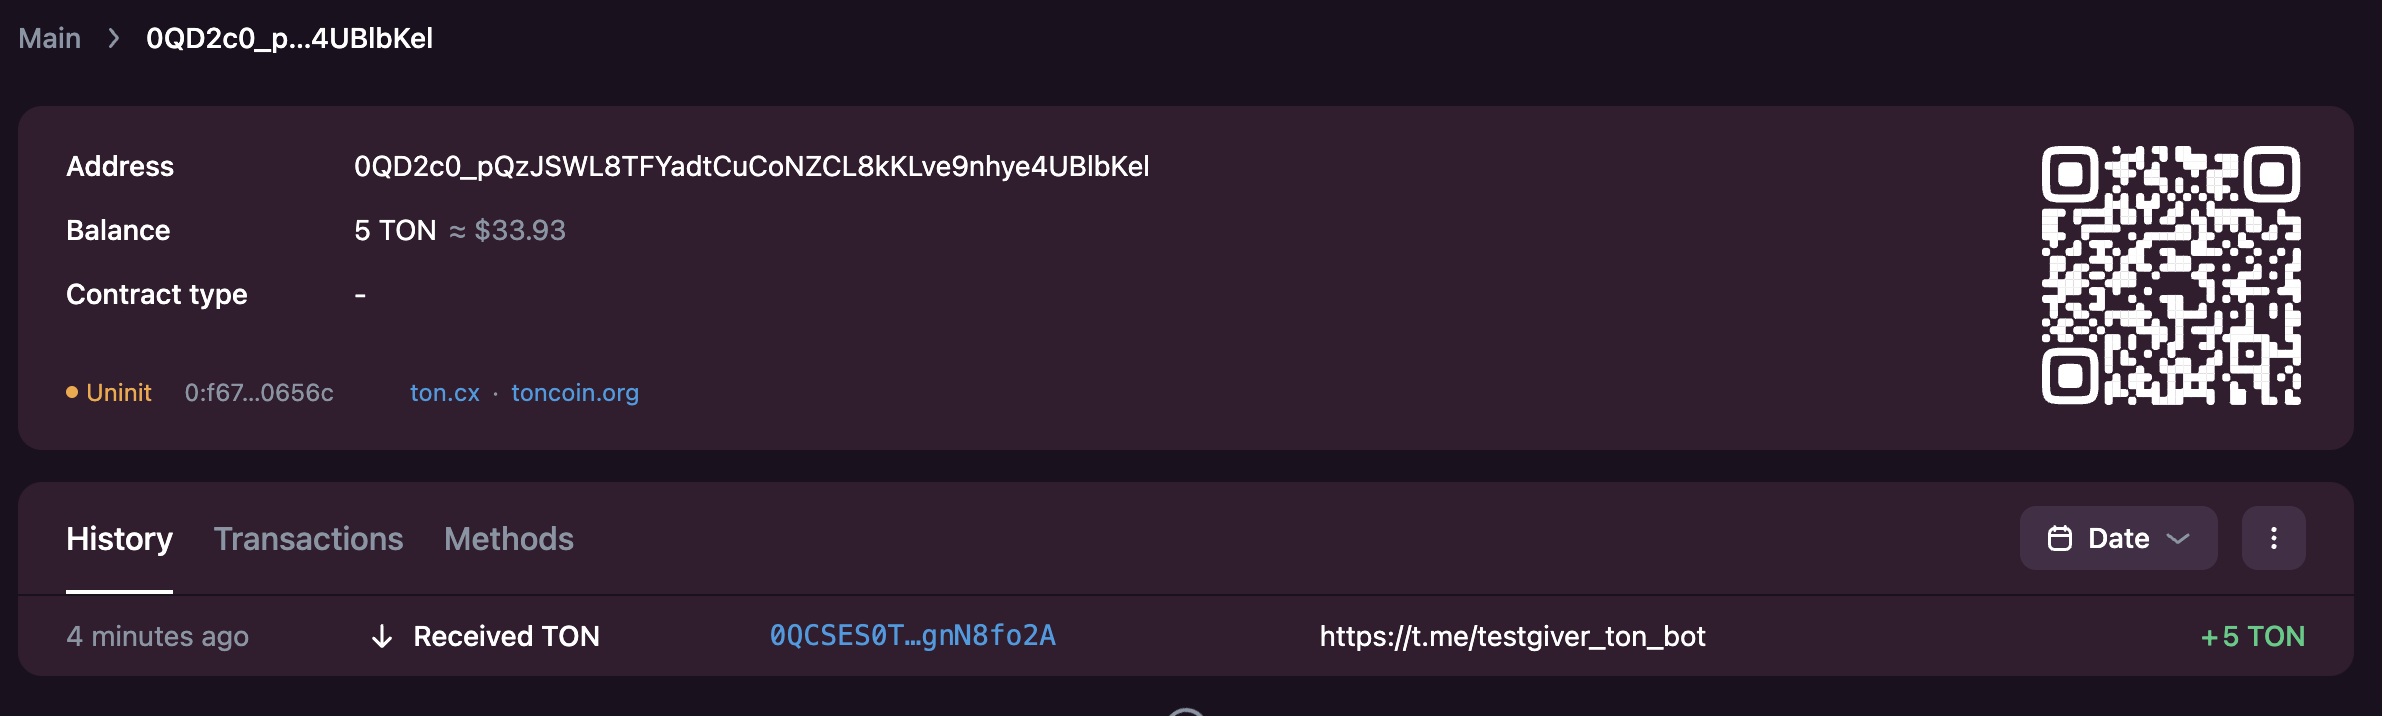 Main > 0QD2c0_p...4UBlbKel
Address 0QD2c0_pQzJSWL8TFYadtCuCoNZCL8kKLve9nhye4UBlbKel
Balance 5 TON ≈ $33.93
Contract type -
Uninit 0:f67...0656c ton.cx · toncoin.org
History Transactions Methods Date
4 minutes ago ↓ Received TON 0QCSES0T…gnN8fo2A https://t.me/testgiver_ton_bot +5 TON